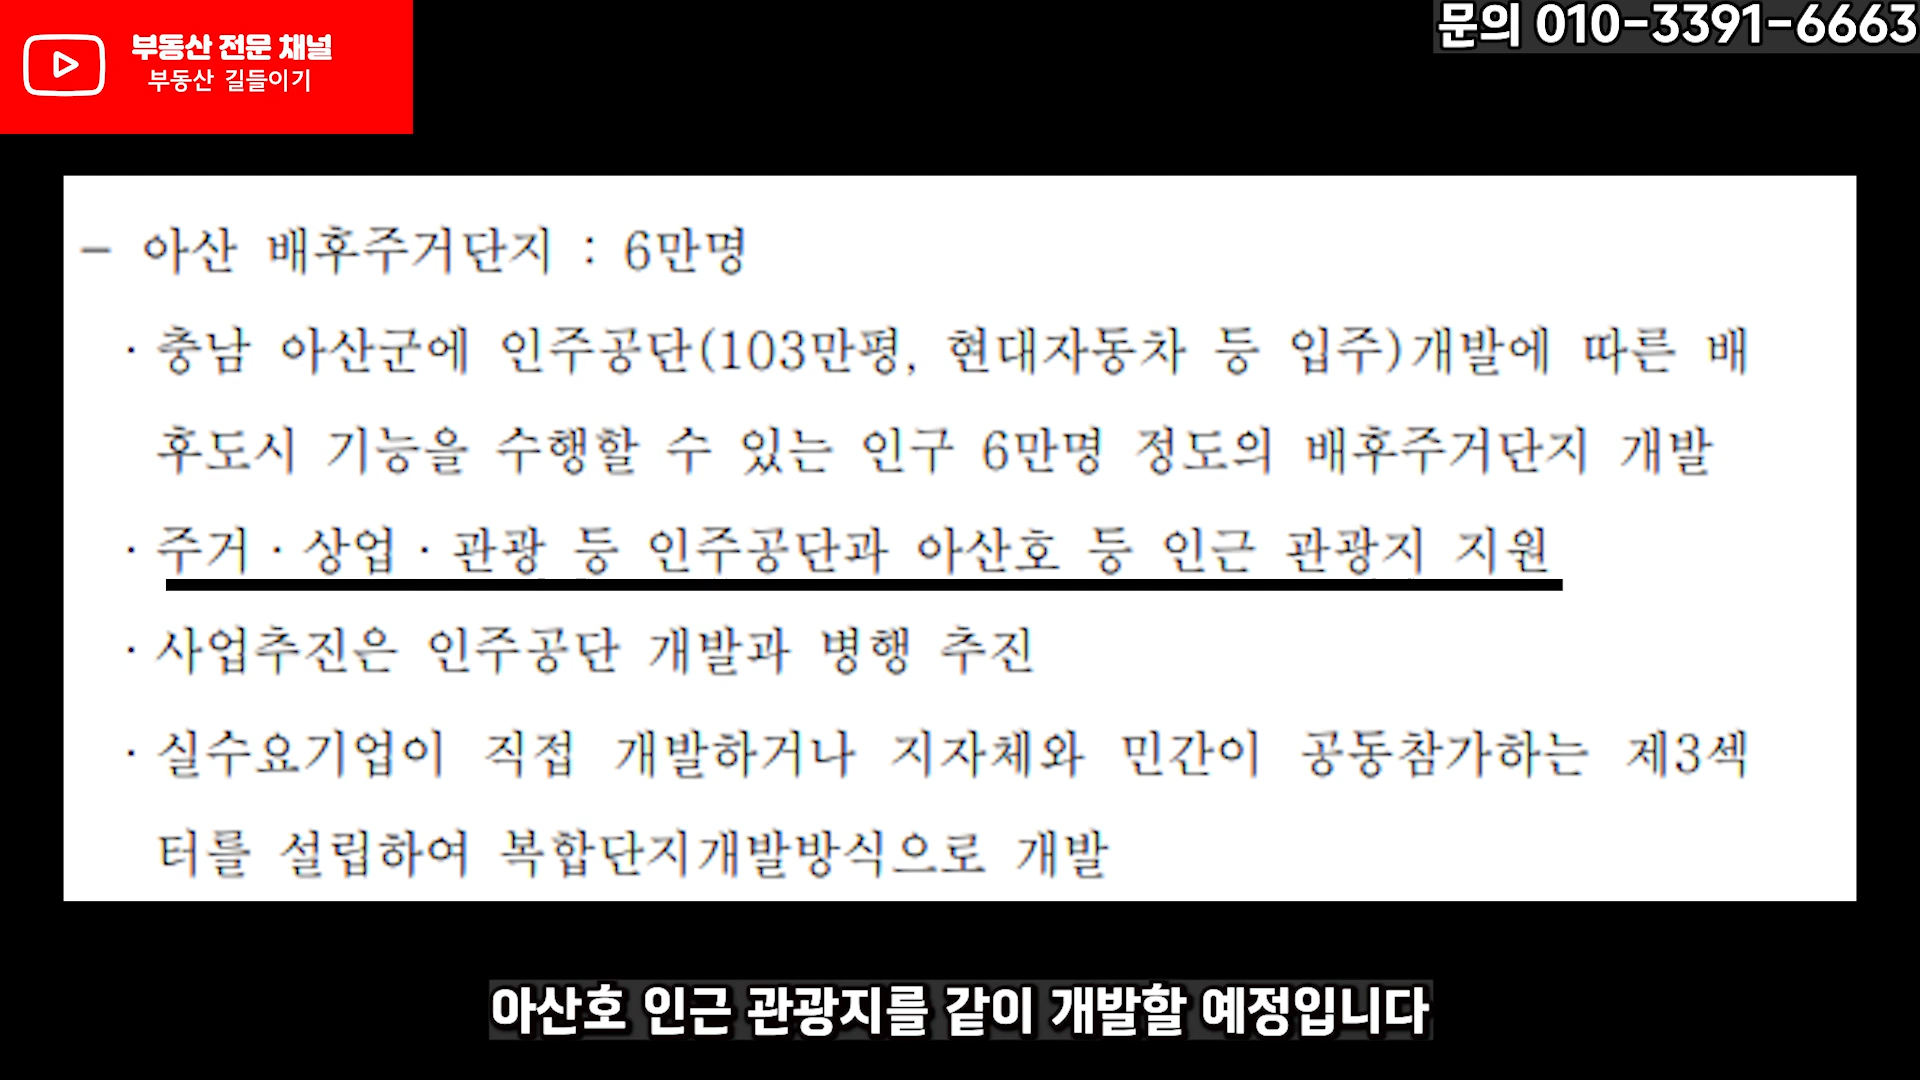 부동산 전문 채널
부동산 길들이기
문의 010-3391-6663
- 아산 배후주거단지 : 6만명
· 충남 아산군에 인주공단(103만평, 현대자동차 등 입주)개발에 따른 배
후도시 기능을 수행할 수 있는 인구 6만명 정도의 배후주거단지 개발
· 주거 · 상업 · 관광 등 인주공단과 아산호 등 인근 관광지 지원
· 사업추진은 인주공단 개발과 병행 추진
· 실수요기업이 직접 개발하거나 지자체와 민간이 공동참가하는 제3섹
터를 설립하여 복합단지개발방식으로 개발
아산호 인근 관광지를 같이 개발할 예정입니다